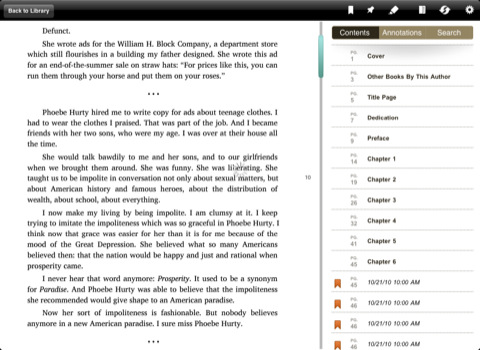 Back to Library
Defunct.
She wrote ads for the William H. Block Company, a department store
which still flourishes in a building my father designed. She wrote this ad
for an end-of-the-summer sale on straw hats: “For prices like this, you can
run them through your horse and put them on your roses.”
• • •
Phoebe Hurty hired me to write copy for ads about teenage clothes. I
had to wear the clothes I praised. That was part of the job. And I became
friends with her two sons, who were my age. I was over at their house all
the time.
She would talk bawdily to me and her sons, and to our girlfriends
when we brought them around. She was funny. She was liberating. She
taught us to be impolite in conversation not only about sexual matters, but
about American history and famous heroes, about the distribution of
wealth, about school, about everything.
I now make my living by being impolite. I am clumsy at it. I keep
trying to imitate the impoliteness which was so graceful in Phoebe Hurty. I
think now that grace was easier for her than it is for me because of the
mood of the Great Depression. She believed what so many Americans
believed then: that the nation would be happy and just and rational when
prosperity came.
I never hear that word anymore: Prosperity. It used to be a synonym
for Paradise. And Phoebe Hurty was able to believe that the impoliteness
she recommended would give shape to an American paradise.
Now her sort of impoliteness is fashionable. But nobody believes
anymore in a new American paradise. I sure miss Phoebe Hurty.
• • •
10
Contents Annotations Search
PG. 1 Cover
PG. 3 Other Books By This Author
PG. 5 Title Page
PG. 7 Dedication
PG. 9 Preface
PG. 14 Chapter 1
PG. 19 Chapter 2
PG. 28 Chapter 3
PG. 32 Chapter 4
PG. 41 Chapter 5
PG. 45 Chapter 6
PG. 46 10/21/10 10:00 AM
PG. 46 10/21/10 10:00 AM
PG. 46 10/21/10 10:00 AM
PG. 46 10/21/10 10:00 AM